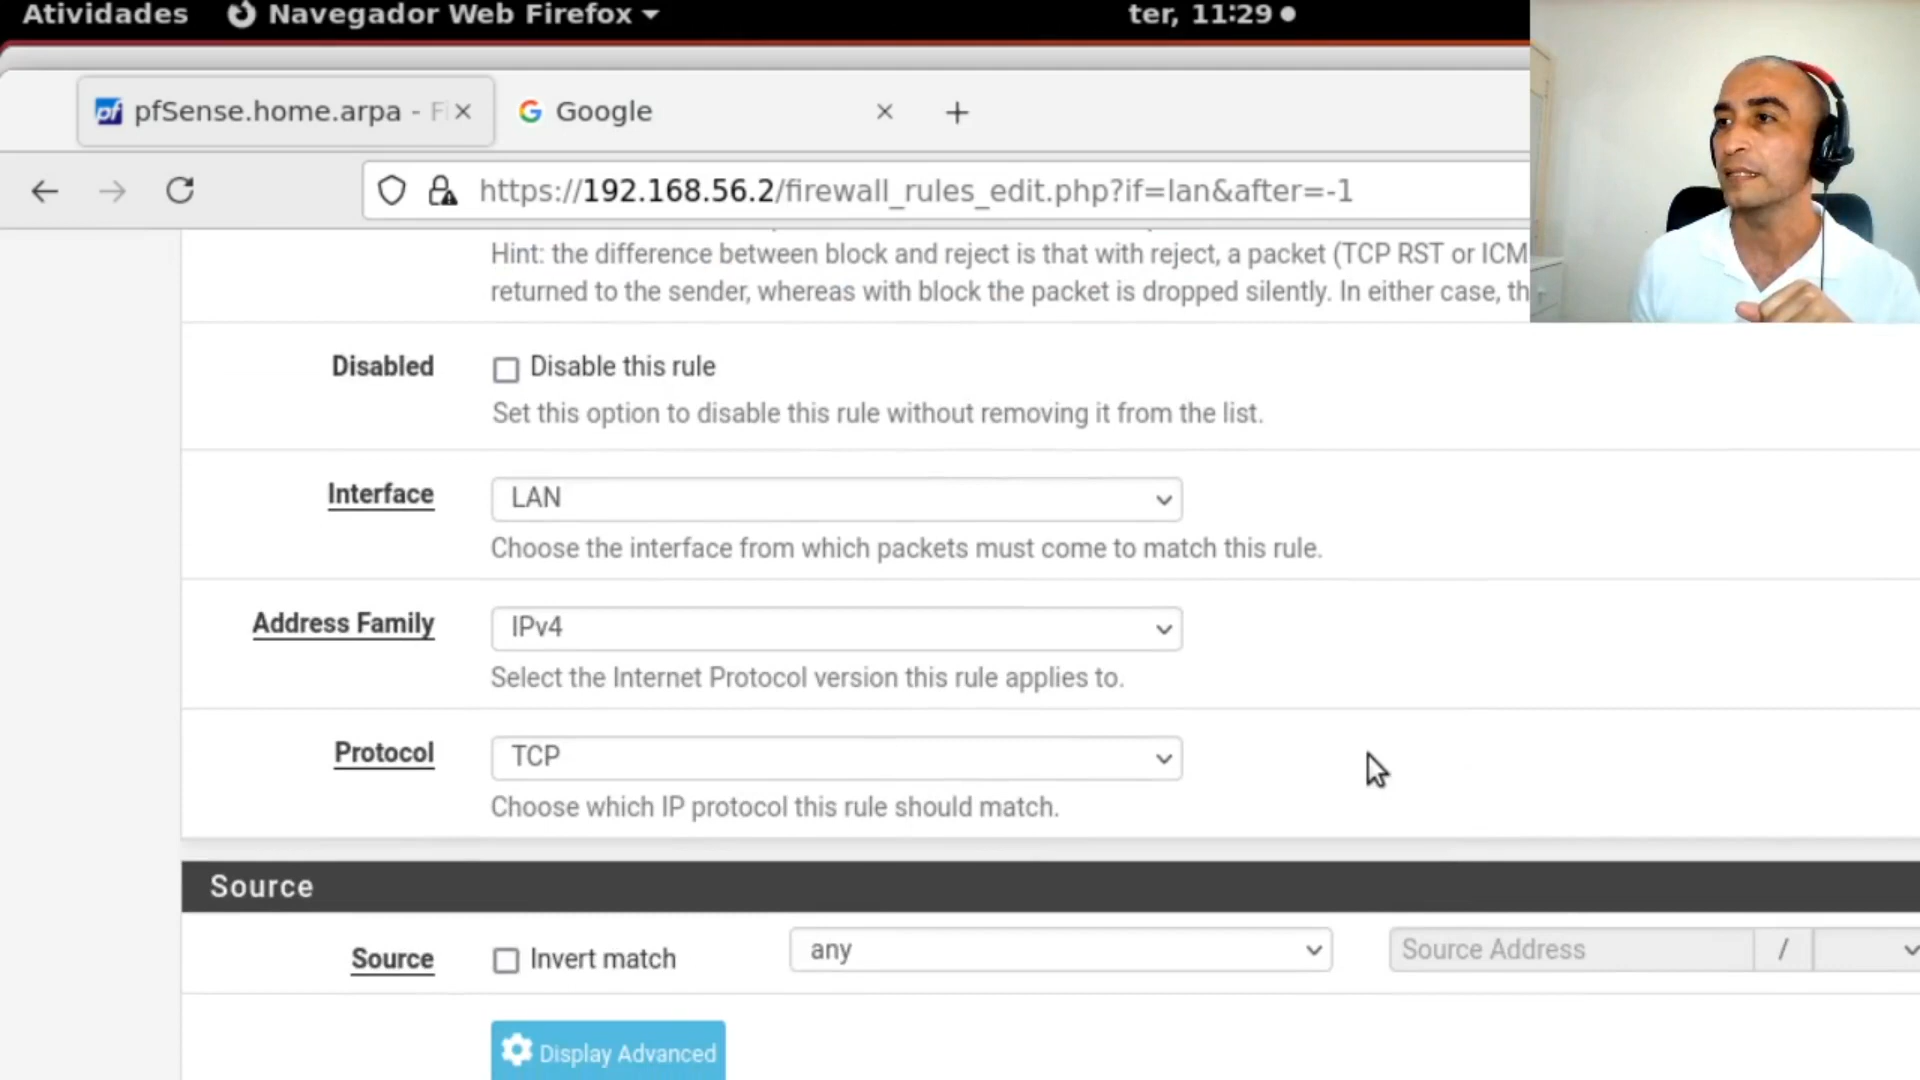 Atividades Navegador Web Firefox ter, 11:29
pfSense.home.arpa - Google
https://192.168.56.2/firewall_rules_edit.php?if=lan&after=-1
Hint: the difference between block and reject is that with reject, a packet (TCP RST or ICM
returned to the sender, whereas with block the packet is dropped silently. In either case, th
Disabled Disable this rule
Set this option to disable this rule without removing it from the list.
Interface LAN
Choose the interface from which packets must come to match this rule.
Address Family IPv4
Select the Internet Protocol version this rule applies to.
Protocol TCP
Choose which IP protocol this rule should match.
Source
Source Invert match any Source Address /
Display Advanced